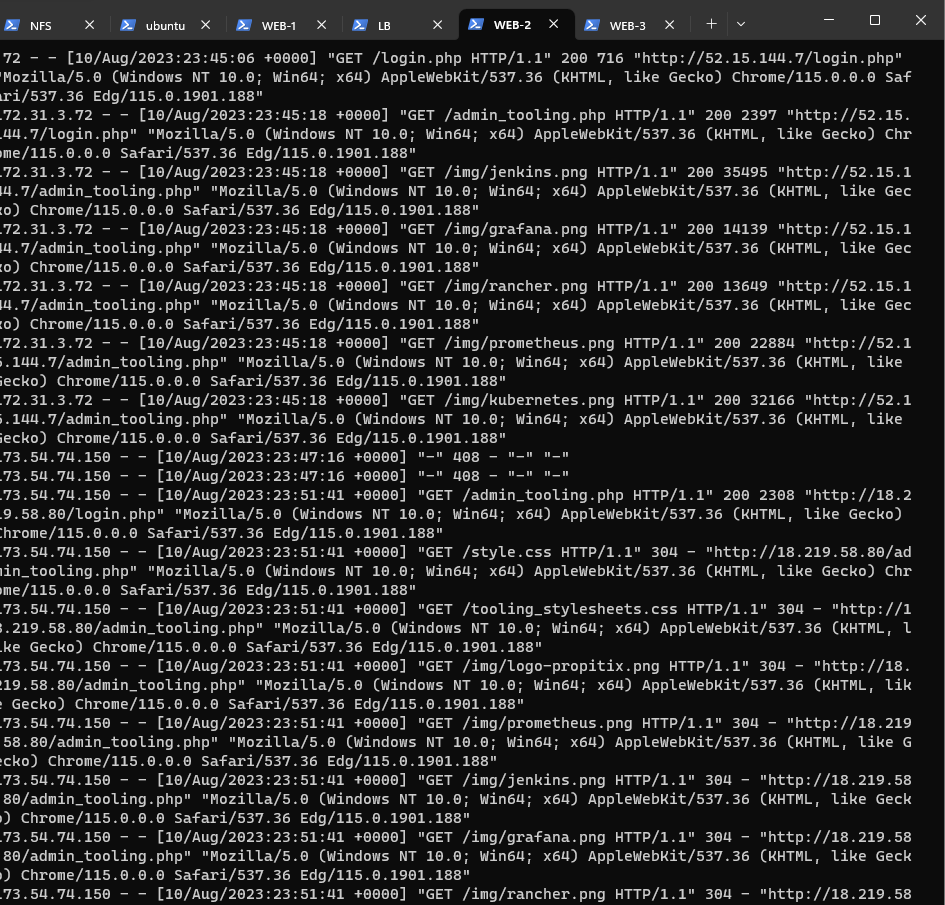 NFS
ubuntu
WEB-1
LB
WEB-2
WEB-3
72 - - [10/Aug/2023:23:45:06 +0000] "GET /login.php HTTP/1.1" 200 716 "http://52.15.144.7/login.php"
"Mozilla/5.0 (Windows NT 10.0; Win64; x64) AppleWebKit/537.36 (KHTML, like Gecko) Chrome/115.0.0.0 Saf
ari/537.36 Edg/115.0.1901.188"
172.31.3.72 - - [10/Aug/2023:23:45:18 +0000] "GET /admin_tooling.php HTTP/1.1" 200 2397 "http://52.15.
144.7/login.php" "Mozilla/5.0 (Windows NT 10.0; Win64; x64) AppleWebKit/537.36 (KHTML, like Gecko) Chr
ome/115.0.0.0 Safari/537.36 Edg/115.0.1901.188"
172.31.3.72 - - [10/Aug/2023:23:45:18 +0000] "GET /img/jenkins.png HTTP/1.1" 200 35495 "http://52.15.1
44.7/admin_tooling.php" "Mozilla/5.0 (Windows NT 10.0; Win64; x64) AppleWebKit/537.36 (KHTML, like Gec
ko) Chrome/115.0.0.0 Safari/537.36 Edg/115.0.1901.188"
172.31.3.72 - - [10/Aug/2023:23:45:18 +0000] "GET /img/grafana.png HTTP/1.1" 200 14139 "http://52.15.1
44.7/admin_tooling.php" "Mozilla/5.0 (Windows NT 10.0; Win64; x64) AppleWebKit/537.36 (KHTML, like Gec
ko) Chrome/115.0.0.0 Safari/537.36 Edg/115.0.1901.188"
172.31.3.72 - - [10/Aug/2023:23:45:18 +0000] "GET /img/rancher.png HTTP/1.1" 200 13649 "http://52.15.1
44.7/admin_tooling.php" "Mozilla/5.0 (Windows NT 10.0; Win64; x64) AppleWebKit/537.36 (KHTML, like Gec
ko) Chrome/115.0.0.0 Safari/537.36 Edg/115.0.1901.188"
172.31.3.72 - - [10/Aug/2023:23:45:18 +0000] "GET /img/prometheus.png HTTP/1.1" 200 22884 "http://52.1
5.144.7/admin_tooling.php" "Mozilla/5.0 (Windows NT 10.0; Win64; x64) AppleWebKit/537.36 (KHTML, like
Gecko) Chrome/115.0.0.0 Safari/537.36 Edg/115.0.1901.188"
172.31.3.72 - - [10/Aug/2023:23:45:18 +0000] "GET /img/kubernetes.png HTTP/1.1" 200 32166 "http://52.1
5.144.7/admin_tooling.php" "Mozilla/5.0 (Windows NT 10.0; Win64; x64) AppleWebKit/537.36 (KHTML, like
Gecko) Chrome/115.0.0.0 Safari/537.36 Edg/115.0.1901.188"
173.54.74.150 - - [10/Aug/2023:23:47:16 +0000] "-" 408 - "-" "-"
173.54.74.150 - - [10/Aug/2023:23:47:16 +0000] "-" 408 - "-" "-"
173.54.74.150 - - [10/Aug/2023:23:51:41 +0000] "GET /admin_tooling.php HTTP/1.1" 200 2308 "http://18.2
19.58.80/login.php" "Mozilla/5.0 (Windows NT 10.0; Win64; x64) AppleWebKit/537.36 (KHTML, like Gecko)
Chrome/115.0.0.0 Safari/537.36 Edg/115.0.1901.188"
173.54.74.150 - - [10/Aug/2023:23:51:41 +0000] "GET /style.css HTTP/1.1" 304 - "http://18.219.58.80/ad
min_tooling.php" "Mozilla/5.0 (Windows NT 10.0; Win64; x64) AppleWebKit/537.36 (KHTML, like Gecko) Chr
ome/115.0.0.0 Safari/537.36 Edg/115.0.1901.188"
173.54.74.150 - - [10/Aug/2023:23:51:41 +0000] "GET /tooling_stylesheets.css HTTP/1.1" 304 - "http://1
8.219.58.80/admin_tooling.php" "Mozilla/5.0 (Windows NT 10.0; Win64; x64) AppleWebKit/537.36 (KHTML, l
ike Gecko) Chrome/115.0.0.0 Safari/537.36 Edg/115.0.1901.188"
173.54.74.150 - - [10/Aug/2023:23:51:41 +0000] "GET /img/logo-propitix.png HTTP/1.1" 304 - "http://18.
219.58.80/admin_tooling.php" "Mozilla/5.0 (Windows NT 10.0; Win64; x64) AppleWebKit/537.36 (KHTML, lik
e Gecko) Chrome/115.0.0.0 Safari/537.36 Edg/115.0.1901.188"
173.54.74.150 - - [10/Aug/2023:23:51:41 +0000] "GET /img/prometheus.png HTTP/1.1" 304 - "http://18.219
.58.80/admin_tooling.php" "Mozilla/5.0 (Windows NT 10.0; Win64; x64) AppleWebKit/537.36 (KHTML, like G
ecko) Chrome/115.0.0.0 Safari/537.36 Edg/115.0.1901.188"
173.54.74.150 - - [10/Aug/2023:23:51:41 +0000] "GET /img/jenkins.png HTTP/1.1" 304 - "http://18.219.58
.80/admin_tooling.php" "Mozilla/5.0 (Windows NT 10.0; Win64; x64) AppleWebKit/537.36 (KHTML, like Geck
o) Chrome/115.0.0.0 Safari/537.36 Edg/115.0.1901.188"
173.54.74.150 - - [10/Aug/2023:23:51:41 +0000] "GET /img/grafana.png HTTP/1.1" 304 - "http://18.219.58
.80/admin_tooling.php" "Mozilla/5.0 (Windows NT 10.0; Win64; x64) AppleWebKit/537.36 (KHTML, like Geck
o) Chrome/115.0.0.0 Safari/537.36 Edg/115.0.1901.188"
173.54.74.150 - - [10/Aug/2023:23:51:41 +0000] "GET /img/rancher.png HTTP/1.1" 304 - "http://18.219.58